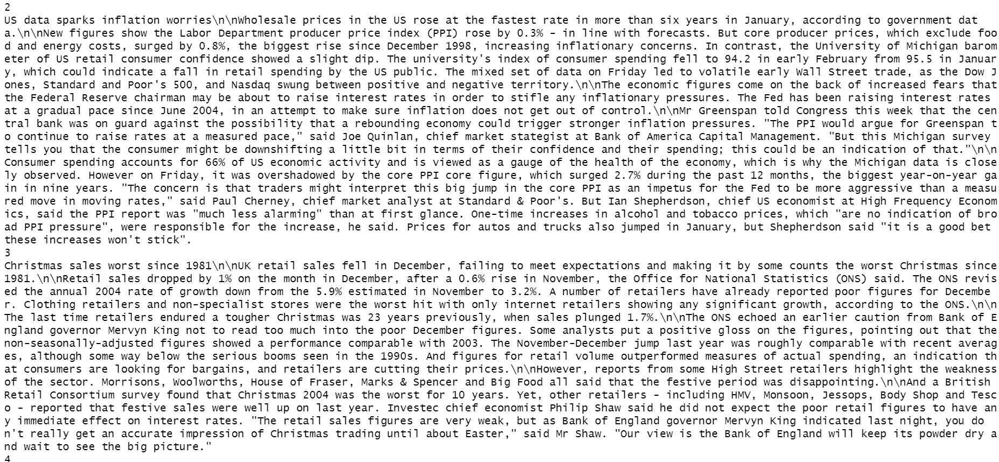 2
US data sparks inflation worries\n\nWholesale prices in the US rose at the fastest rate in more than six years in January, according to government dat
a.\n\nNew figures show the Labor Department producer price index (PPI) rose by 0.3% - in line with forecasts. But core producer prices, which exclude foo
d and energy costs, surged by 0.8%, the biggest rise since December 1998, increasing inflationary concerns. In contrast, the University of Michigan barom
eter of US retail consumer confidence showed a slight dip. The university's index of consumer spending fell to 94.2 in early February from 95.5 in Januar
y, which could indicate a fall in retail spending by the US public. The mixed set of data on Friday led to volatile early Wall Street trade, as the Dow J
ones, Standard and Poor's 500, and Nasdaq swung between positive and negative territory.\n\nThe economic figures come on the back of increased fears that
the Federal Reserve chairman may be about to raise interest rates in order to stifle any inflationary pressures. The Fed has been raising interest rates
at a gradual pace since June 2004, in an attempt to make sure inflation does not get out of control.\n\nMr Greenspan told Congress this week that the cen
tral bank was on guard against the possibility that a rebounding economy could trigger stronger inflation pressures. "The PPI would argue for Greenspan t
o continue to raise rates at a measured pace," said Joe Quinlan, chief market stategist at Bank of America Capital Management. "But this Michigan survey
tells you that the consumer might be downshifting a little bit in terms of their confidence and their spending; this could be an indication of that."\n\n
Consumer spending accounts for 66% of US economic activity and is viewed as a gauge of the health of the economy, which is why the Michigan data is close
ly observed. However on Friday, it was overshadowed by the core PPI core figure, which surged 2.7% during the past 12 months, the biggest year-on-year ga
in in nine years. "The concern is that traders might interpret this big jump in the core PPI as an impetus for the Fed to be more aggressive than a measu
red move in moving rates," said Paul Cherney, chief market analyst at Standard & Poor's. But Ian Shepherdson, chief US economist at High Frequency Econom
ics, said the PPI report was "much less alarming" than at first glance. One-time increases in alcohol and tobacco prices, which "are no indication of bro
ad PPI pressure", were responsible for the increase, he said. Prices for autos and trucks also jumped in January, but Shepherdson said "it is a good bet
these increases won't stick".
3
Christmas sales worst since 1981\n\nUK retail sales fell in December, failing to meet expectations and making it by some counts the worst Christmas since
1981.\n\nRetail sales dropped by 1% on the month in December, after a 0.6% rise in November, the Office for National Statistics (ONS) said. The ONS revis
ed the annual 2004 rate of growth down from the 5.9% estimated in November to 3.2%. A number of retailers have already reported poor figures for Decembe
r. Clothing retailers and non-specialist stores were the worst hit with only internet retailers showing any significant growth, according to the ONS.\n\n
The last time retailers endured a tougher Christmas was 23 years previously, when sales plunged 1.7%.\n\nThe ONS echoed an earlier caution from Bank of E
ngland governor Mervyn King not to read too much into the poor December figures. Some analysts put a positive gloss on the figures, pointing out that the
non-seasonally-adjusted figures showed a performance comparable with 2003. The November-December jump last year was roughly comparable with recent averag
es, although some way below the serious booms seen in the 1990s. And figures for retail volume outperformed measures of actual spending, an indication th
at consumers are looking for bargains, and retailers are cutting their prices.\n\nHowever, reports from some High Street retailers highlight the weakness
of the sector. Morrisons, Woolworths, House of Fraser, Marks & Spencer and Big Food all said that the festive period was disappointing.\n\nAnd a British
Retail Consortium survey found that Christmas 2004 was the worst for 10 years. Yet, other retailers - including HMV, Monsoon, Jessops, Body Shop and Tesc
o - reported that festive sales were well up on last year. Investec chief economist Philip Shaw said he did not expect the poor retail figures to have an
y immediate effect on interest rates. "The retail sales figures are very weak, but as Bank of England governor Mervyn King indicated last night, you do
n't really get an accurate impression of Christmas trading until about Easter," said Mr Shaw. "Our view is the Bank of England will keep its powder dry a
nd wait to see the big picture."
4